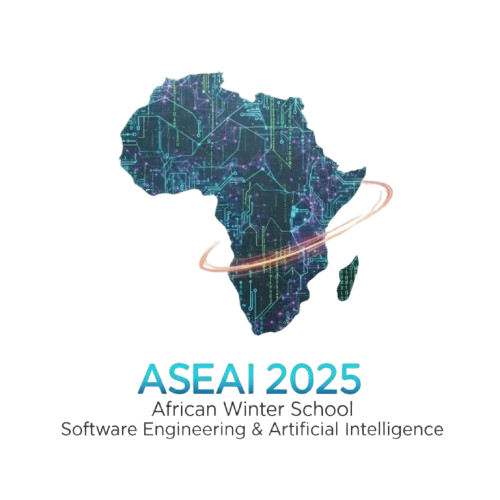 ASEAI 2025
African Winter School
Software Engineering & Artificial Intelligence